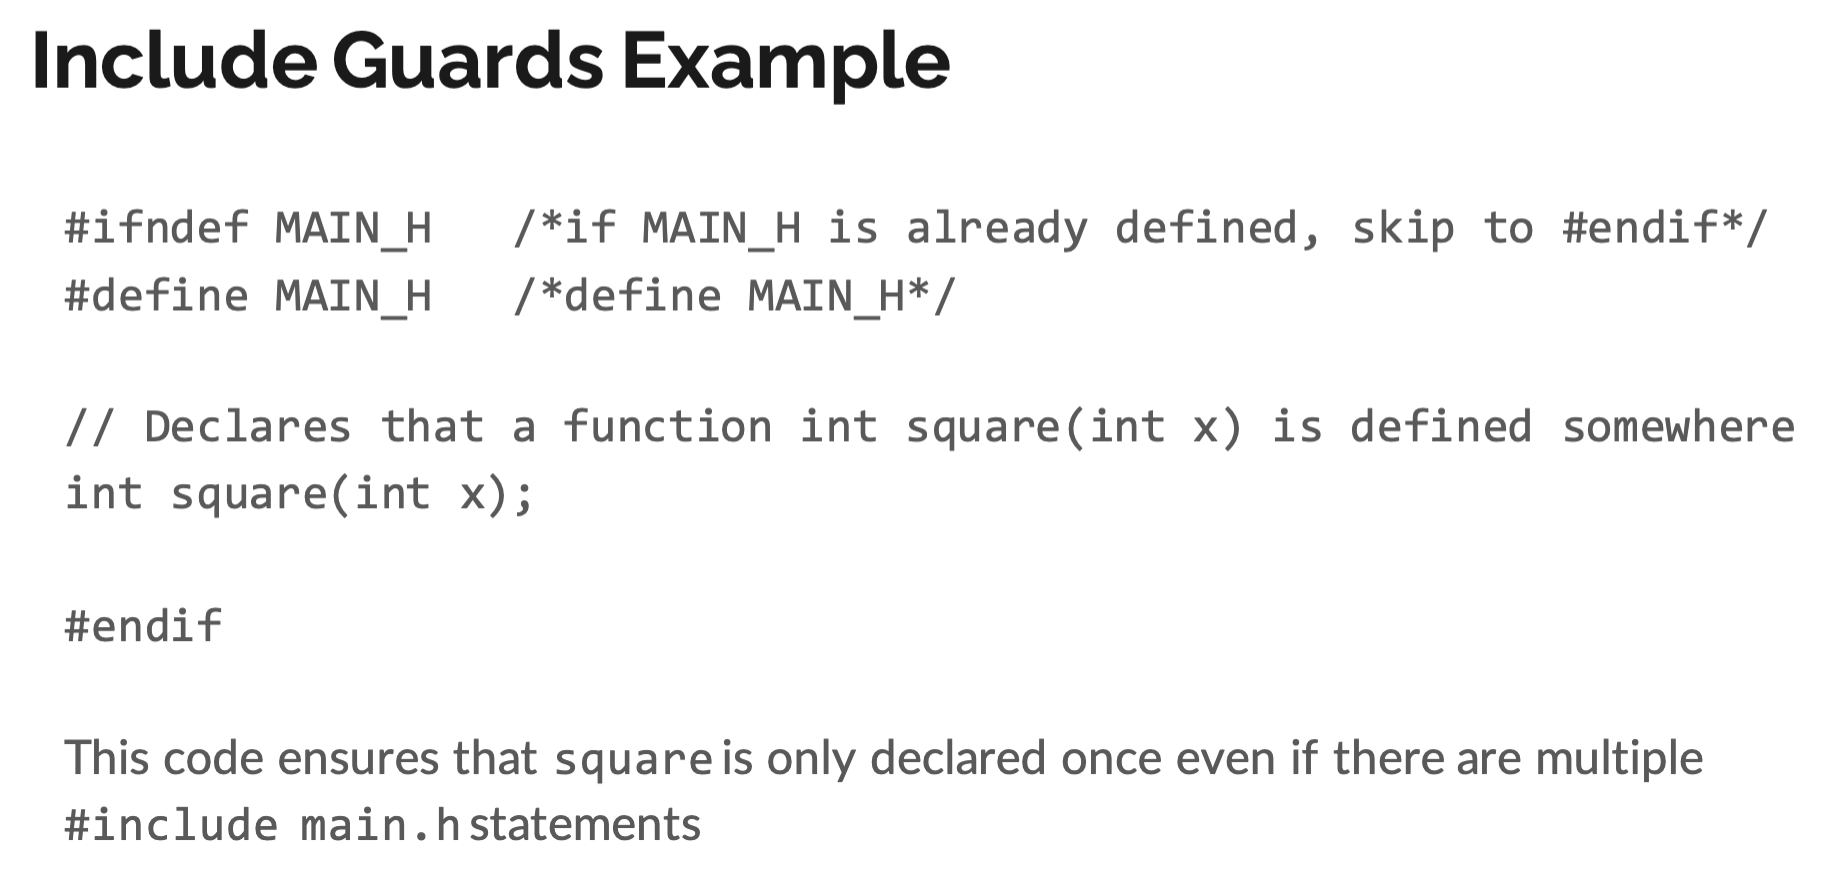 Include Guards Example
#ifndef MAIN_H   /*if MAIN_H is already defined, skip to #endif*/
#define MAIN_H   /*define MAIN_H*/
// Declares that a function int square(int x) is defined somewhere
int square(int x);
#endif
This code ensures that square is only declared once even if there are multiple
#include main.h statements